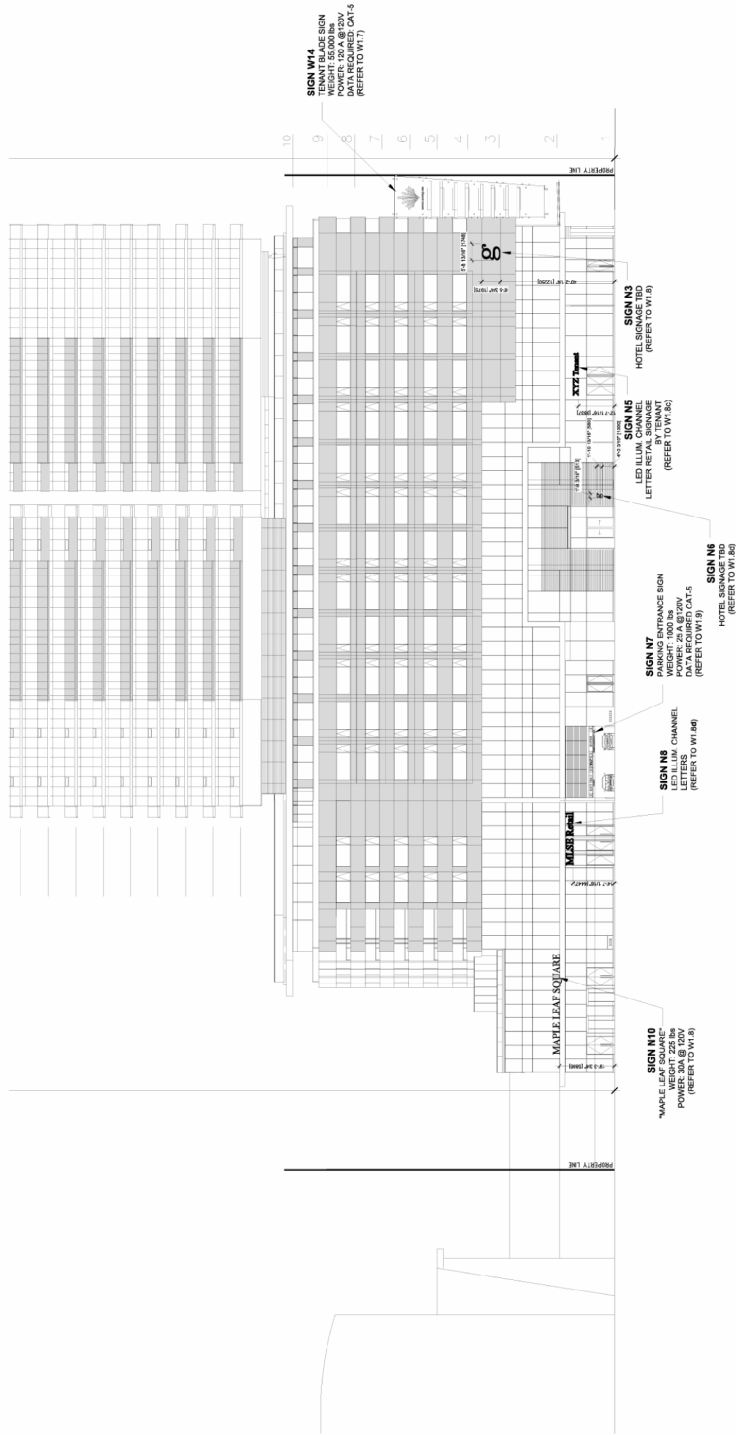 SIGN W14
TENANT BLADE SIGN
WEIGHT: 55,000 lbs
POWER: 120 A @120V
DATA REQUIRED: CAT-5
(REFER TO W1.7)
10
9
8
7
6
5
4
3
2
1
PROPERTY LINE
g
SIGN N3
HOTEL SIGNAGE TBD
(REFER TO W1.8)
XYZ Tenant
SIGN N5
LED ILLUM. CHANNEL
LETTER RETAIL SIGNAGE
BY TENANT
(REFER TO W1.8c)
g
SIGN N6
HOTEL SIGNAGE TBD
(REFER TO W1.8d)
SIGN N7
PARKING ENTRANCE SIGN
WEIGHT: 1000 lbs
POWER: 25 A @120V
DATA REQUIRED CAT-5
(REFER TO W1.9)
MLSE Retail
SIGN N8
LED ILLUM. CHANNEL
LETTERS
(REFER TO W1.8d)
MAPLE LEAF SQUARE
SIGN N10
"MAPLE LEAF SQUARE"
WEIGHT: 225 lbs
POWER: 30A @ 120V
(REFER TO W1.8)
PROPERTY LINE